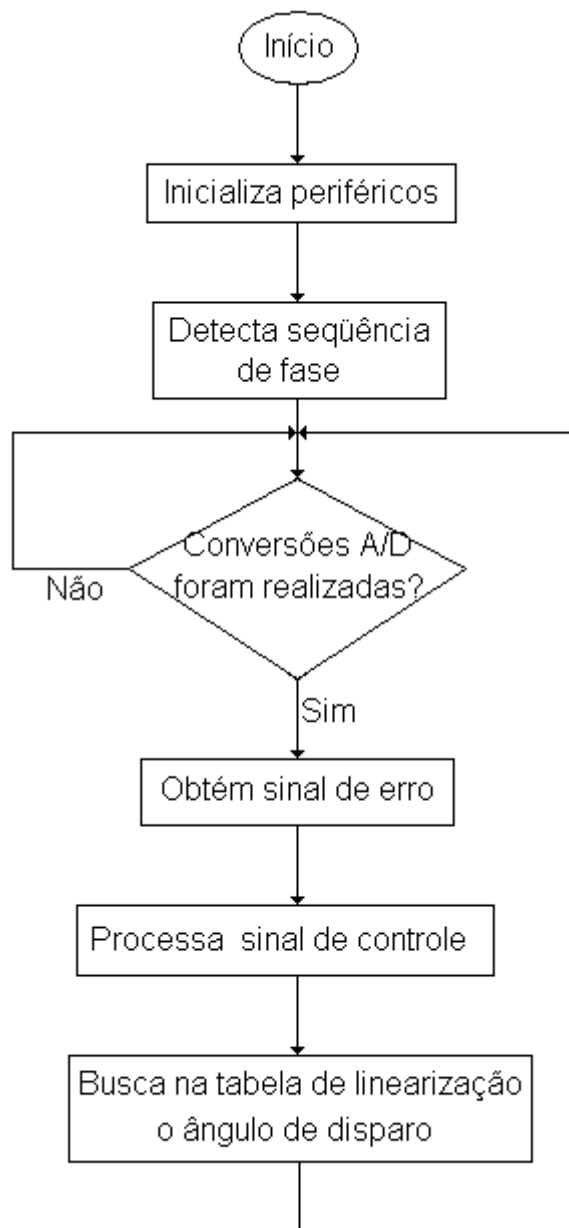 Início
Inicializa periféricos
Detecta seqüência
de fase
Conversões A/D
foram realizadas?
Não
Sim
Obtém sinal de erro
Processa sinal de controle
Busca na tabela de linearização
o ângulo de disparo